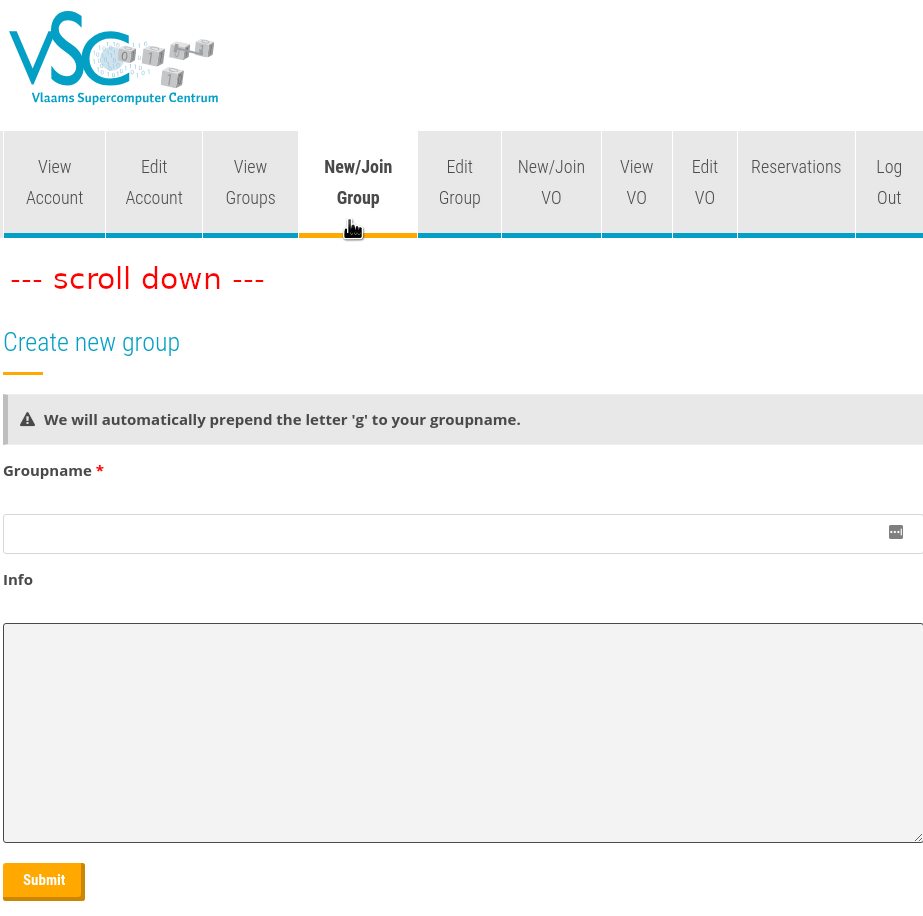 VSC
Vlaams Supercomputer Centrum
View Account
Edit Account
View Groups
New/Join Group
Edit Group
New/Join VO
View VO
Edit VO
Reservations
Log Out
--- scroll down ---
Create new group
We will automatically prepend the letter 'g' to your groupname.
Groupname *
Info
Submit